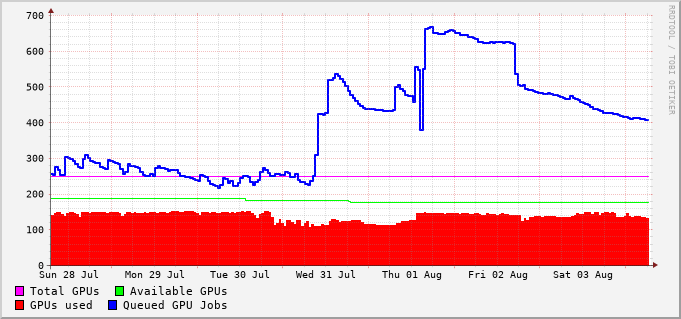 700
600
500
400
300
200
100
0
Sun 28 Jul Mon 29 Jul Tue 30 Jul Wed 31 Jul Thu 01 Aug Fri 02 Aug Sat 03 Aug
Total GPUs Available GPUs
GPUs used Queued GPU Jobs
RRDTOOL / TOBI OETIKER